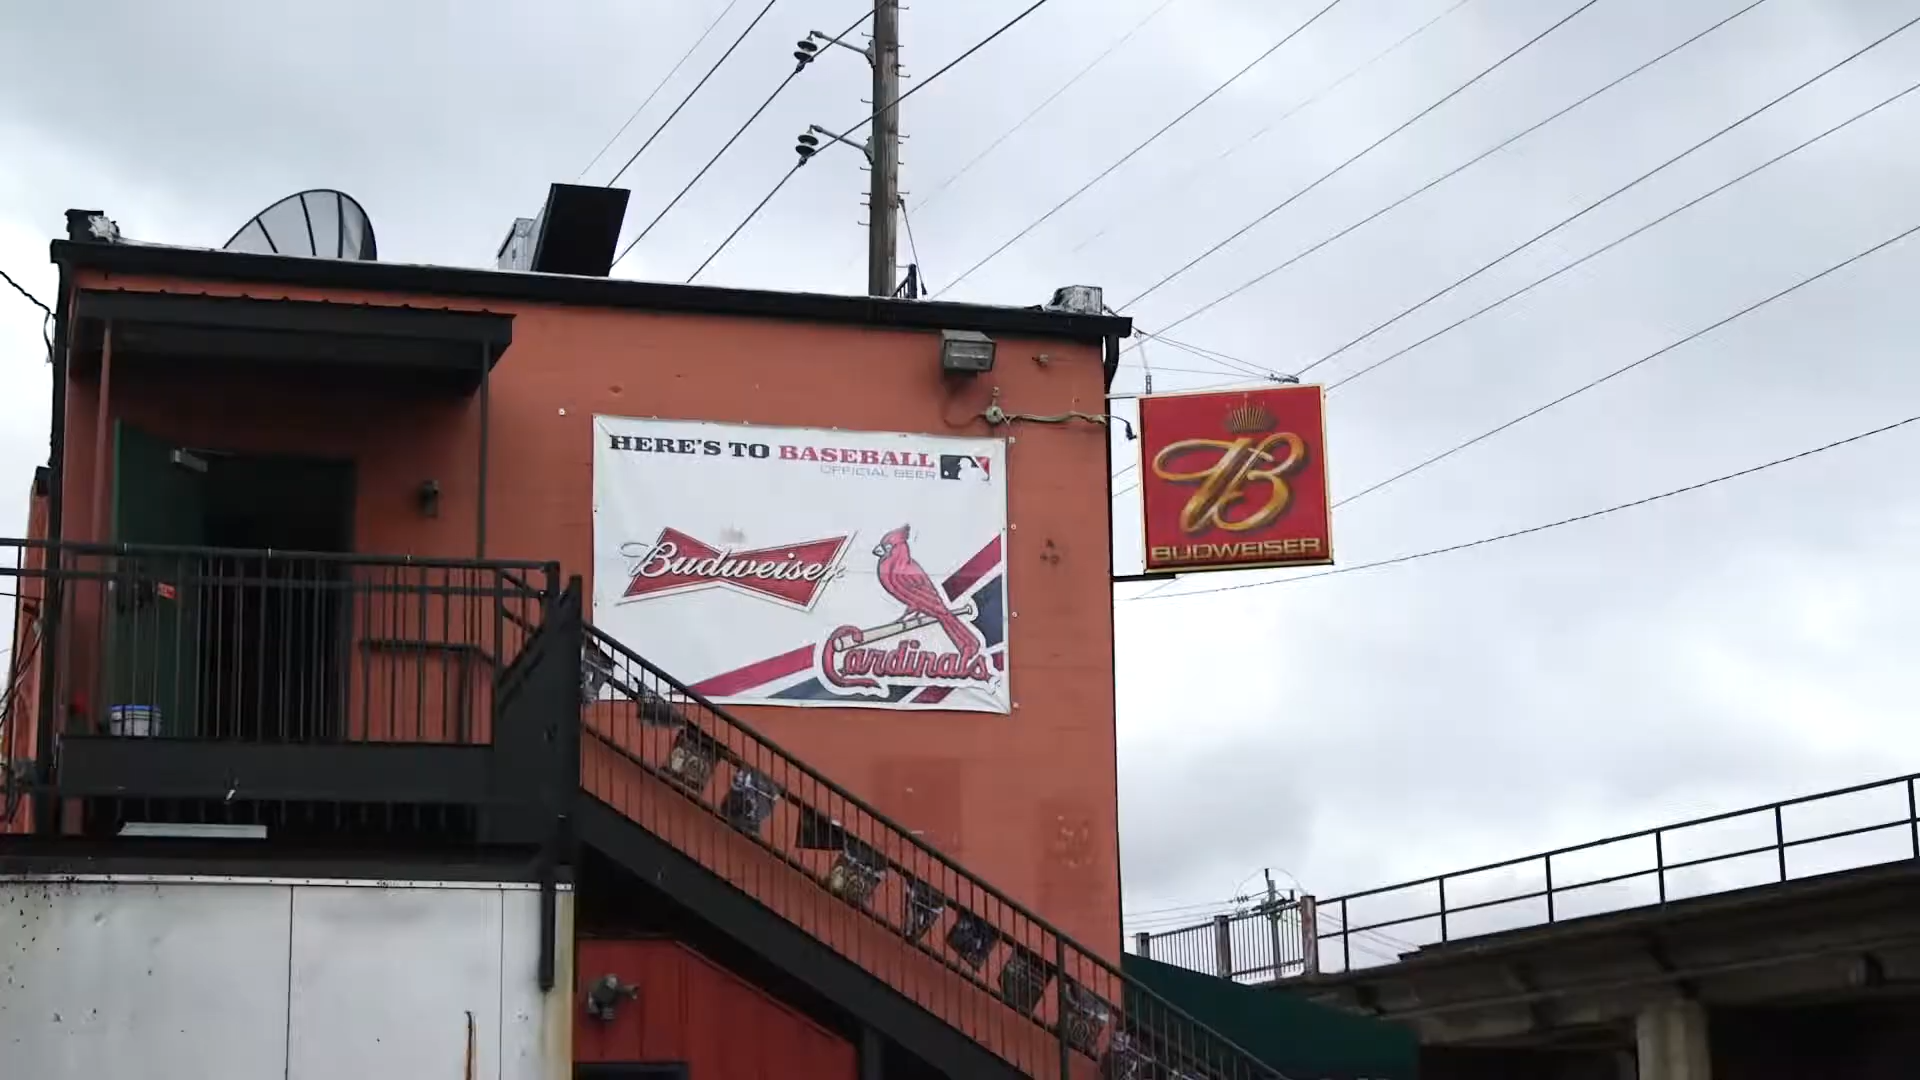 HERE'S TO BASEBALL
OFFICIAL BEER
Budweiser
Cardinals
B
BUDWEISER